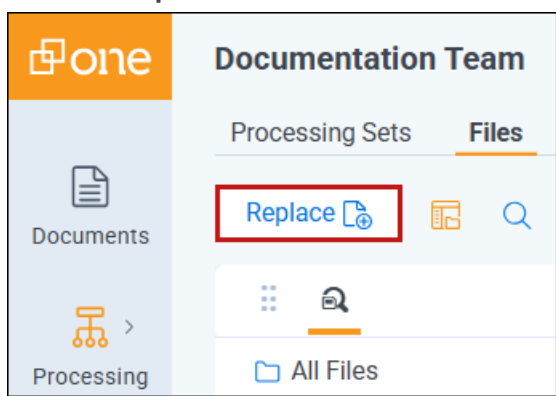 one
Documentation Team
Processing Sets Files
Replace
Documents
Processing
All Files